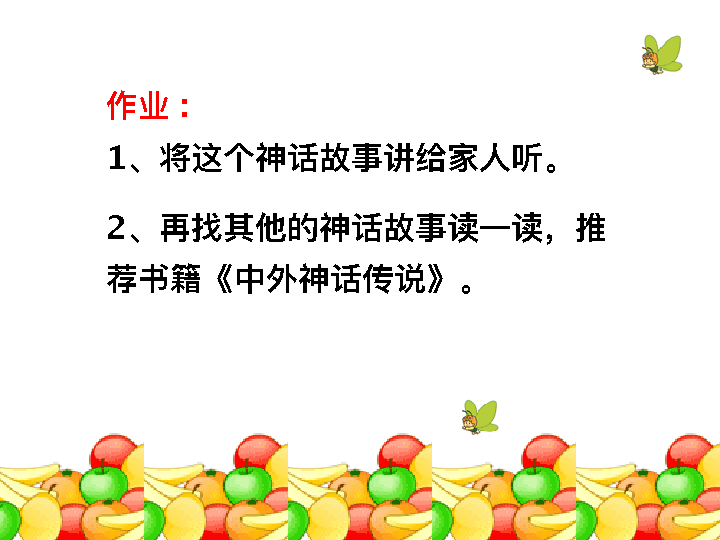 作业：
1、将这个神话故事讲给家人听。
2、再找其他的神话故事读一读，推
荐书籍《中外神话传说》。